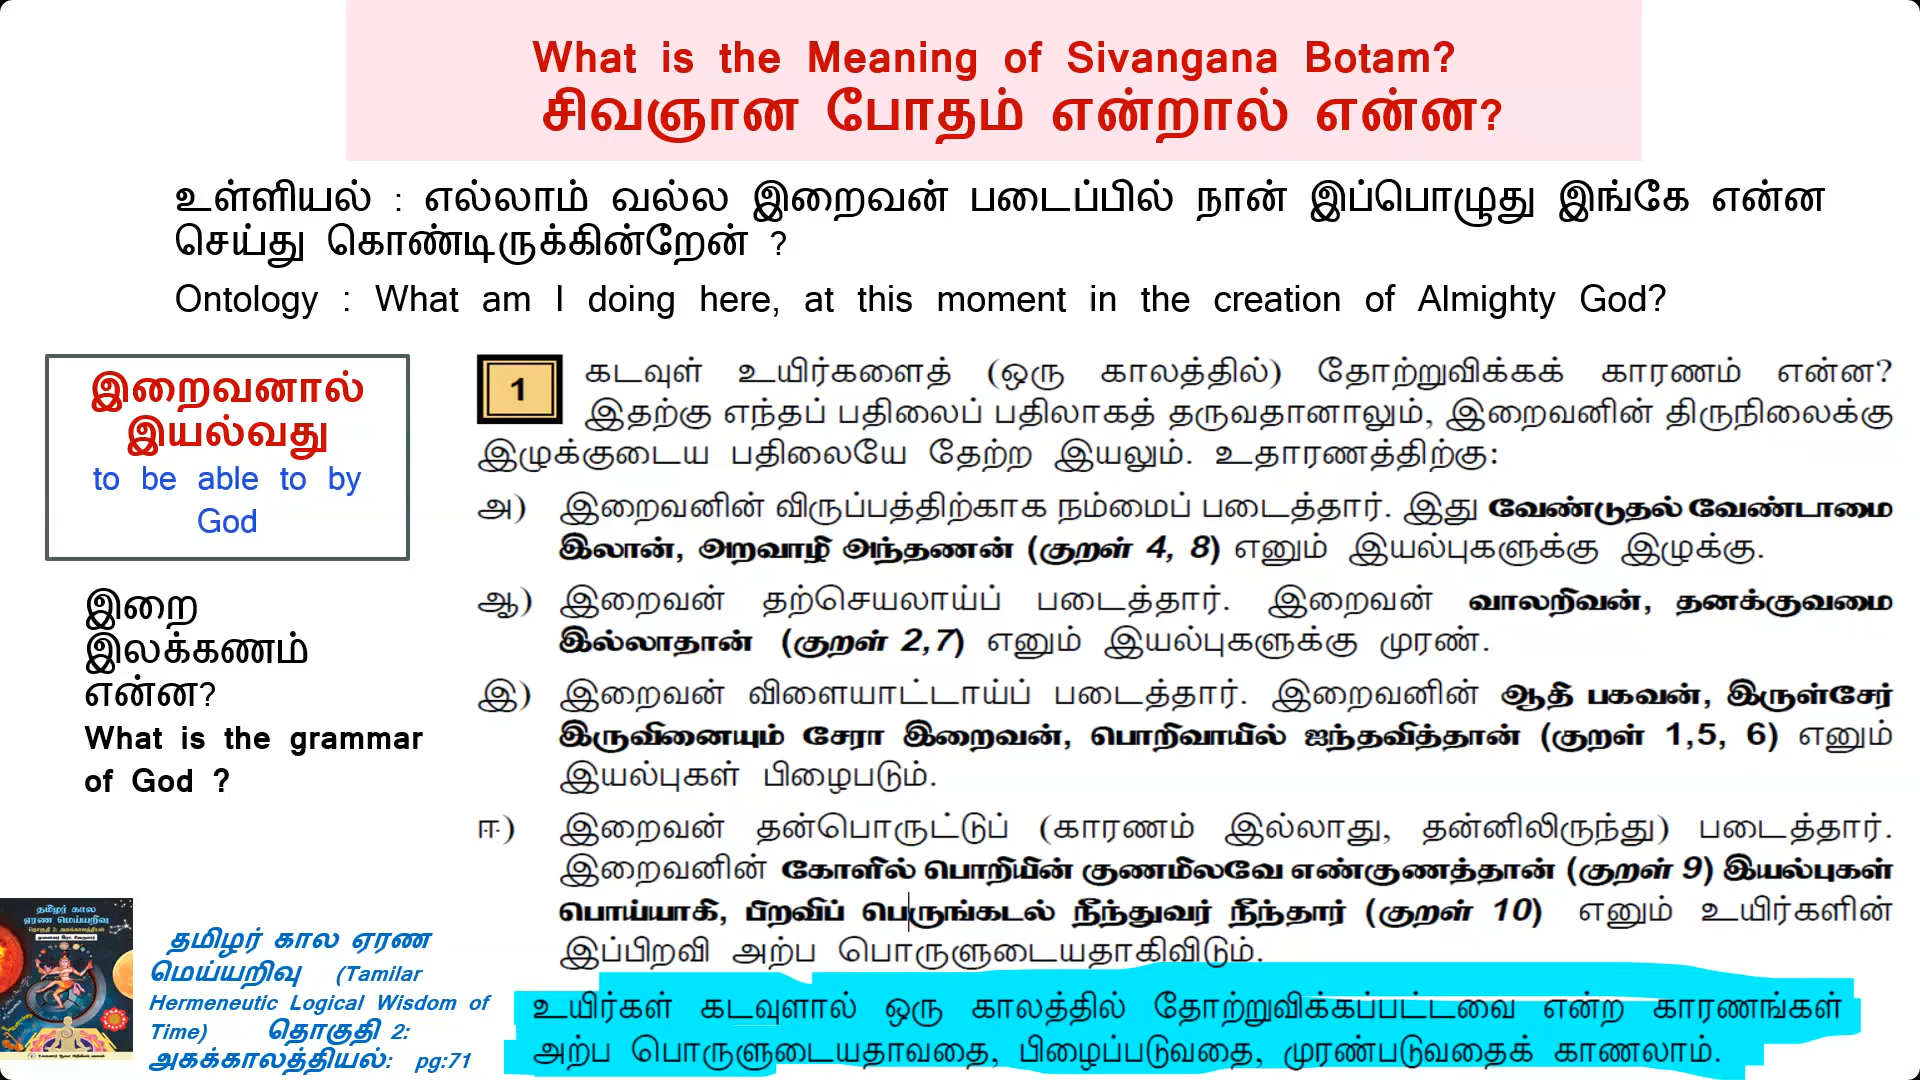 What is the Meaning of Sivangana Botam?
சிவஞான போதம் என்றால் என்ன?
உள்ளியல் : எல்லாம் வல்ல இறைவன் படைப்பில் நான் இப்பொழுது இங்கே என்ன
செய்து கொண்டிருக்கின்றேன் ?
Ontology : What am I doing here, at this moment in the creation of Almighty God?
இறைவனால்
இயல்வது
to be able to by
God
இறை
இலக்கணம்
என்ன?
What is the grammar
of God ?
1
கடவுள் உயிர்களைத் (ஒரு காலத்தில்) தோற்றுவிக்கக் காரணம் என்ன?
இதற்கு எந்தப் பதிலைப் பதிலாகத் தருவதானாலும், இறைவனின் திருநிலைக்கு
இழுக்குடைய பதிலையே தேற்ற இயலும். உதாரணத்திற்கு:
அ) இறைவனின் விருப்பத்திற்காக நம்மைப் படைத்தார். இது வேண்டுதல் வேண்டாமை
இலான், அறவாழி அந்தணன் (குறள் 4, 8) எனும் இயல்புகளுக்கு இழுக்கு.
ஆ) இறைவன் தற்செயலாய்ப் படைத்தார். இறைவன் வாலறிவன், தனக்குவமை
இல்லாதான் (குறள் 2,7) எனும் இயல்புகளுக்கு முரண்.
இ) இறைவன் விளையாட்டாய்ப் படைத்தார். இறைவனின் ஆதி பகவன், இருள்சேர்
இருவினையும் சேரா இறைவன், பொறிவாயில் ஐந்தவித்தான் (குறள் 1,5, 6) எனும்
இயல்புகள் பிழைபடும்.
ஈ) இறைவன் தன்பொருட்டுப் (காரணம் இல்லாது, தன்னிலிருந்து) படைத்தார்.
இறைவனின் கோளில் பொறியின் குணமிலவே எண்குணத்தான் (குறள் 9) இயல்புகள்
பொய்யாகி, பிறவிப் பெருங்கடல் நீந்துவர் நீந்தார் (குறள் 10) எனும் உயிர்களின்
இப்பிறவி அற்ப பொருளுடையதாகிவிடும்.
உயிர்கள் கடவுளால் ஒரு காலத்தில் தோற்றுவிக்கப்பட்டவை என்ற காரணங்கள்
அற்ப பொருளுடையதாவதை, பிழைப்படுவதை, முரண்படுவதைக் காணலாம்.
தமிழர் கால
ஏரண மெய்யறிவு
தமிழர் கால ஏரண
மெய்யறிவு (Tamilar
Hermeneutic Logical Wisdom of
Time) தொகுதி 2:
அகக்காலத்தியல்: pg:71